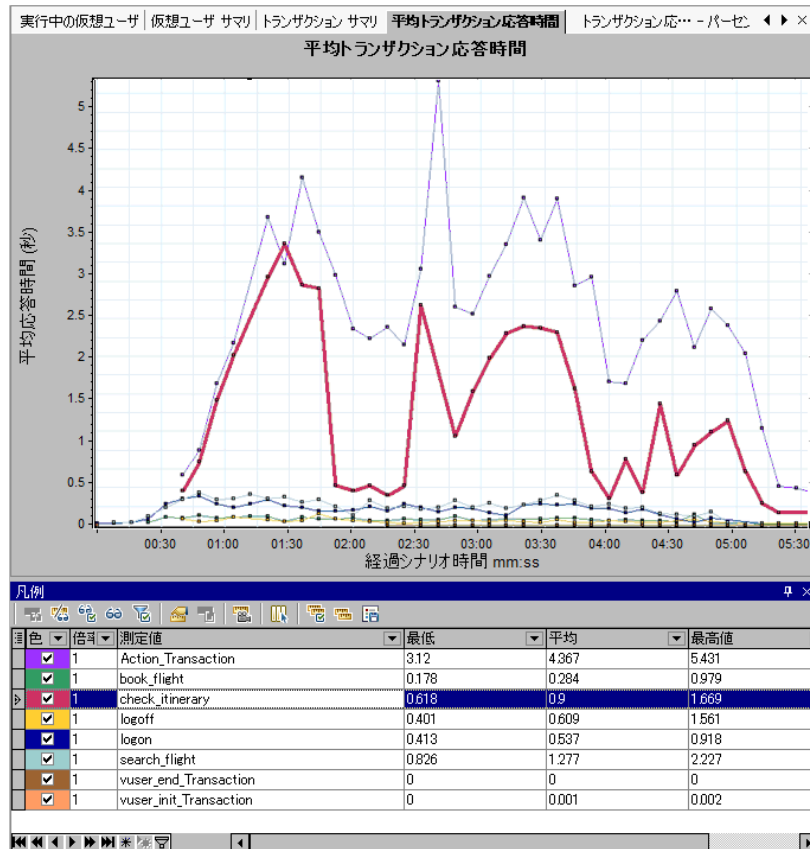 実行中の仮想ユーザ 仮想ユーザ サマリ トランザクション サマリ 平均トランザクション応答時間 トランザクション応… - パーセン
平均トランザクション応答時間
平均応答時間 (秒)
5
4.5
4
3.5
3
2.5
2
1.5
1
0.5
0
00:30 01:00 01:30 02:00 02:30 03:00 03:30 04:00 04:30 05:00 05:30
経過シナリオ時間 mm:ss
凡例
色 倍率 測定値 最低 平均 最高値
1 Action_Transaction 3.12 4.367 5.431
1 book_flight 0.178 0.284 0.979
1 check_itinerary 0.618 0.9 1.669
1 logoff 0.401 0.609 1.561
1 logon 0.413 0.537 0.918
1 search_flight 0.826 1.277 2.227
1 vuser_end_Transaction 0 0 0
1 vuser_init_Transaction 0 0.001 0.002